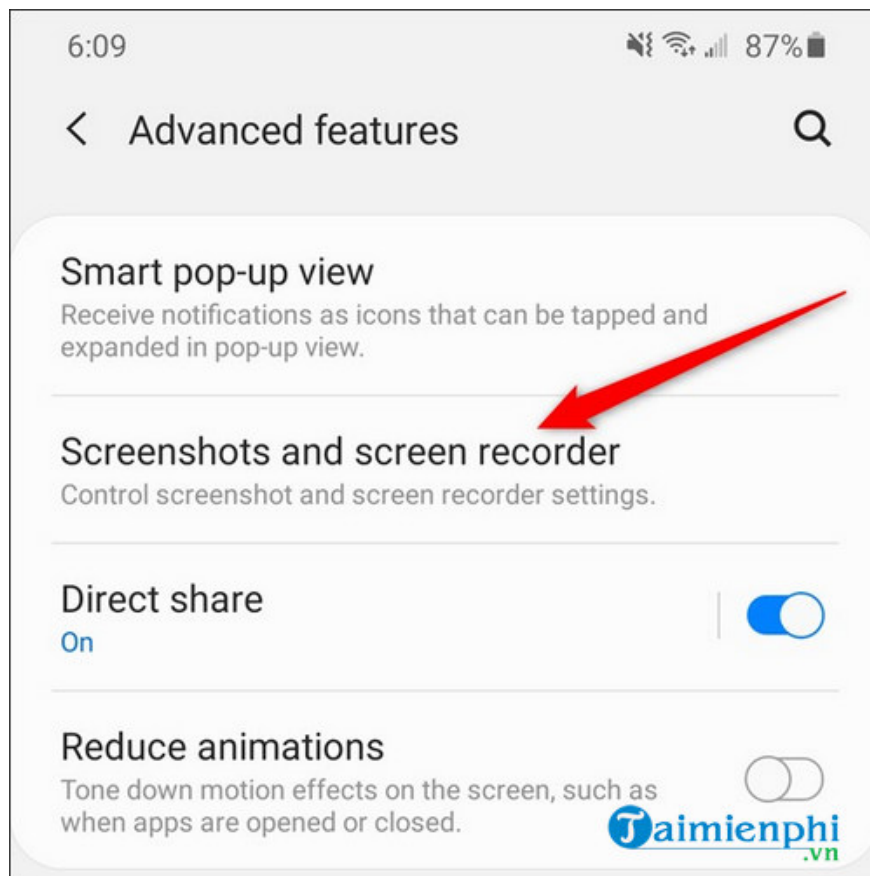 6:09 87%
Advanced features
Smart pop-up view
Receive notifications as icons that can be tapped and
expanded in pop-up view.
Screenshots and screen recorder
Control screenshot and screen recorder settings.
Direct share
On
Reduce animations
Tone down motion effects on the screen, such as
when apps are opened or closed.
Taimienphi
.vn